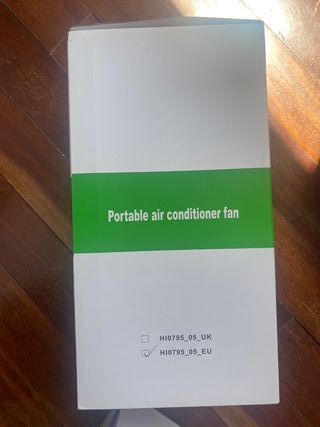 Portable air conditioner fan
HI0795_05_UK
HI0795_05_EU